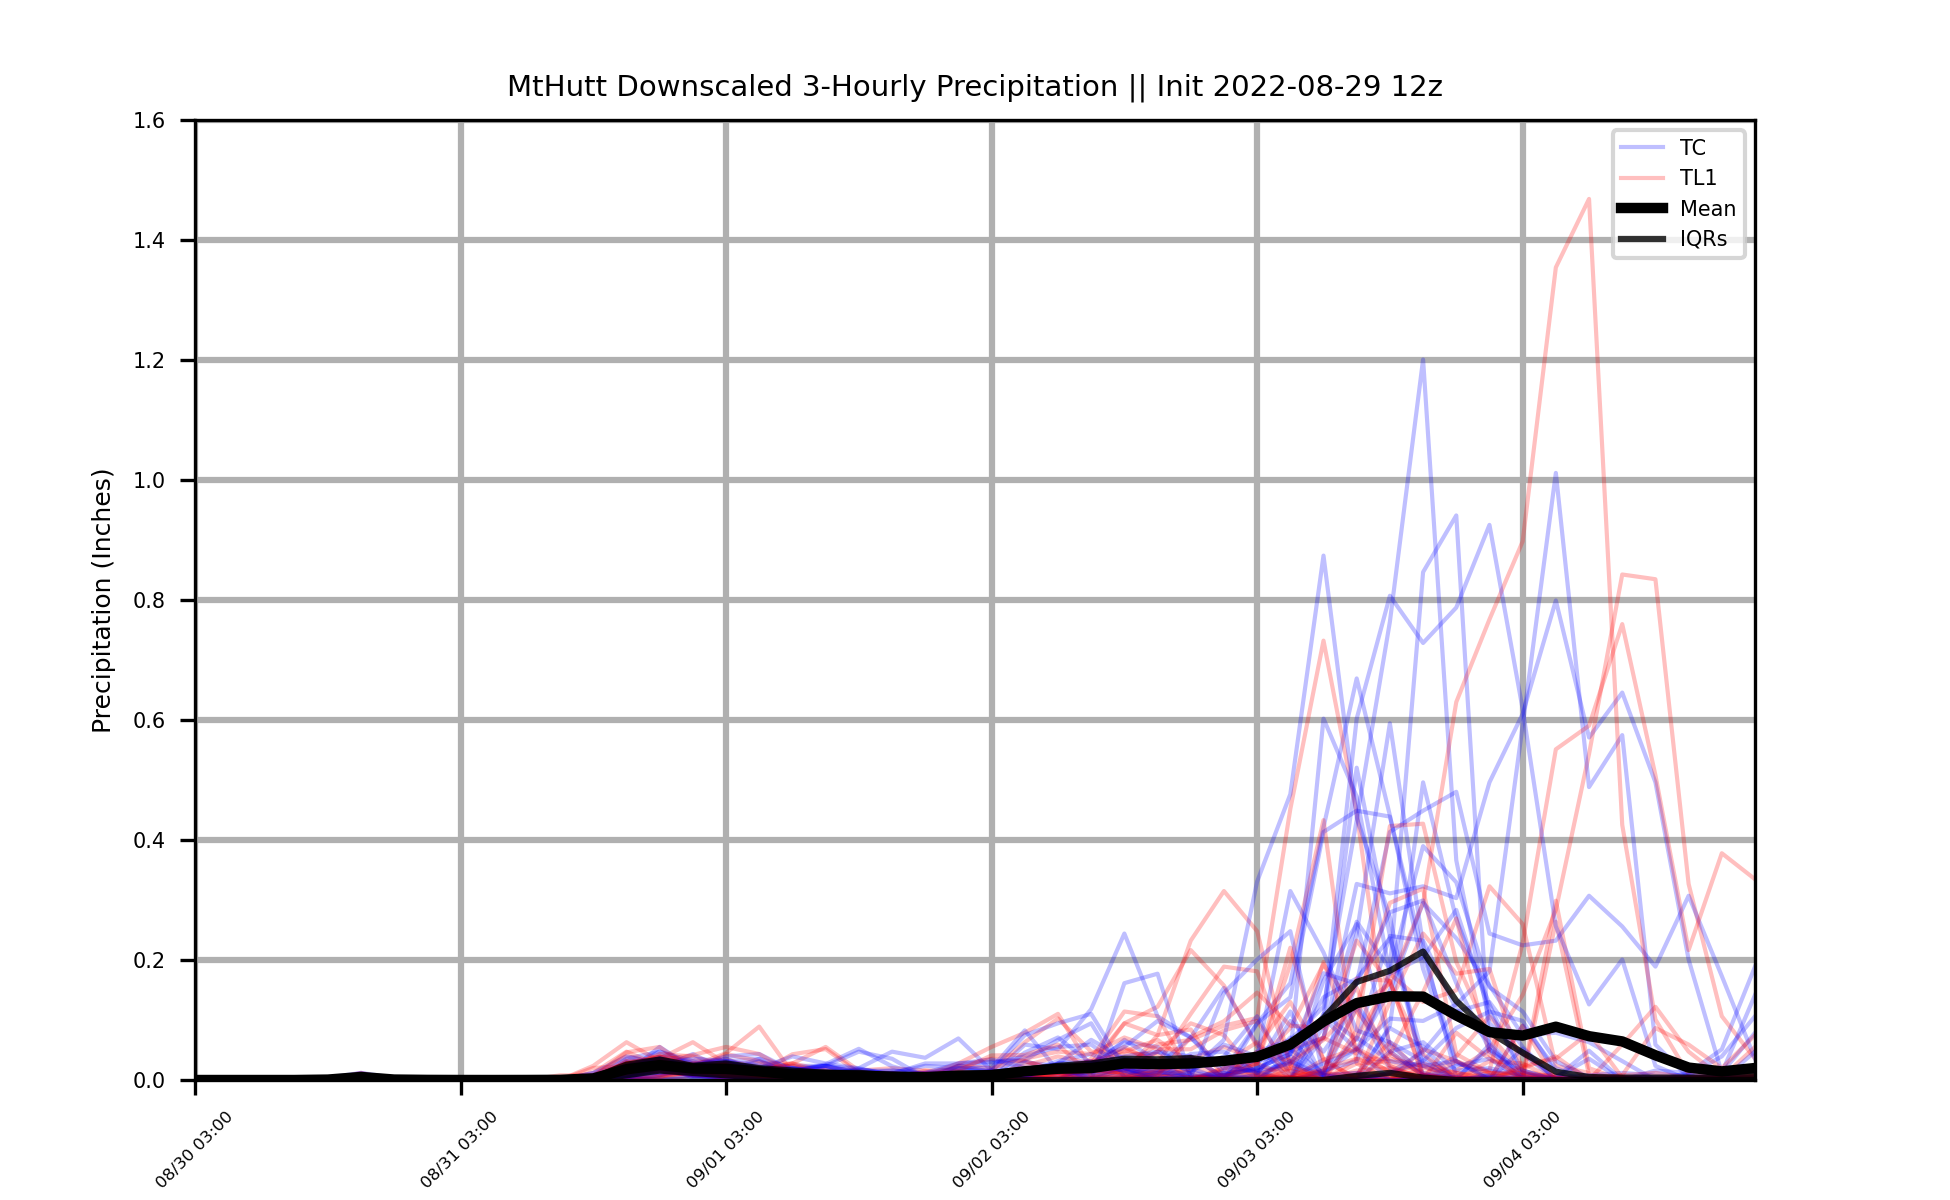 MtHutt Downscaled 3-Hourly Precipitation || Init 2022-08-29 12z
TC
TL1
Mean
IQRs
Precipitation (Inches)
1.6
1.4
1.2
1.0
0.8
0.6
0.4
0.2
0.0
08/30 03:00
08/31 03:00
09/01 03:00
09/02 03:00
09/03 03:00
09/04 03:00